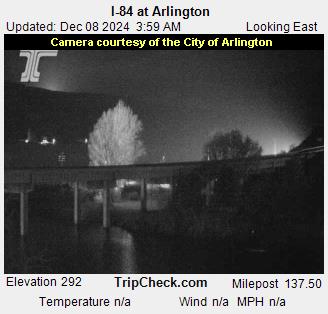 I-84 at Arlington
Updated: Dec 08 2024 3:59 AM Looking East
Camera courtesy of the City of Arlington
Elevation 292 TripCheck.com Milepost 137.50
Temperature n/a Wind n/a MPH n/a